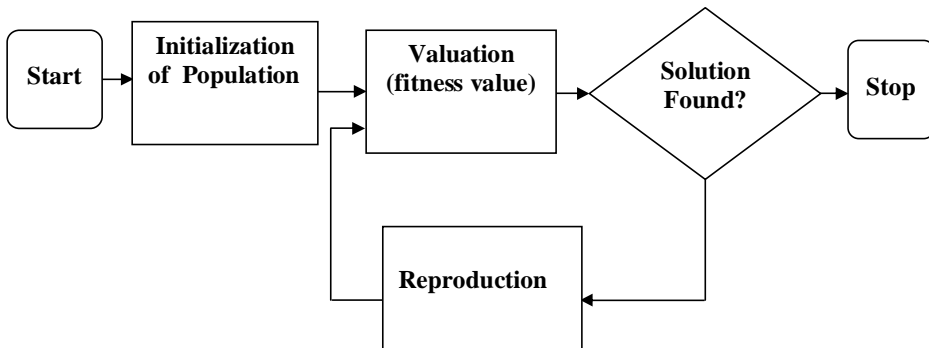 Start
Initialization
of Population
Valuation
(fitness value)
Solution
Found?
Stop
Reproduction